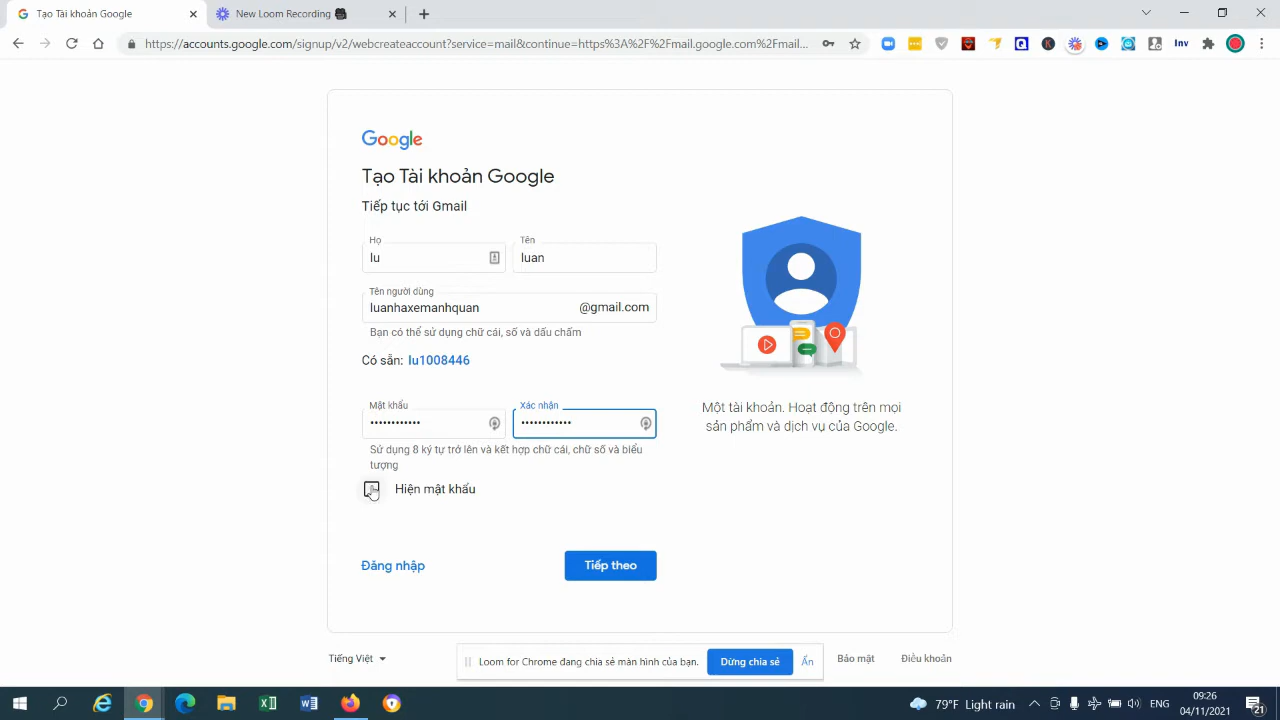 Tạo Tài khoản Google
New Loom Recording
https://accounts.google.com/signup/v2/webcreateaccount?service=mail&continue=https%3A%2F%2Fmail.google.com%2Fmail...
Inv
Google
Tạo Tài khoản Google
Tiếp tục tới Gmail
Họ
Tên
lu
luan
Tên người dùng
luanhaxemanhquan
@gmail.com
Bạn có thể sử dụng chữ cái, số và dấu chấm
Có sẵn: lu1008446
Mật khẩu
Xác nhận
••••••••••••
••••••••••••
Sử dụng 8 ký tự trở lên và kết hợp chữ cái, chữ số và biểu
tượng
Hiện mật khẩu
Đăng nhập
Tiếp theo
Một tài khoản. Hoạt động trên mọi
sản phẩm và dịch vụ của Google.
Tiếng Việt
Loom for Chrome đang chia sẻ màn hình của bạn.
Dừng chia sẻ
Ẩn
Bảo mật
Điều khoản
79°F Light rain
ENG
09:26
04/11/2021
21